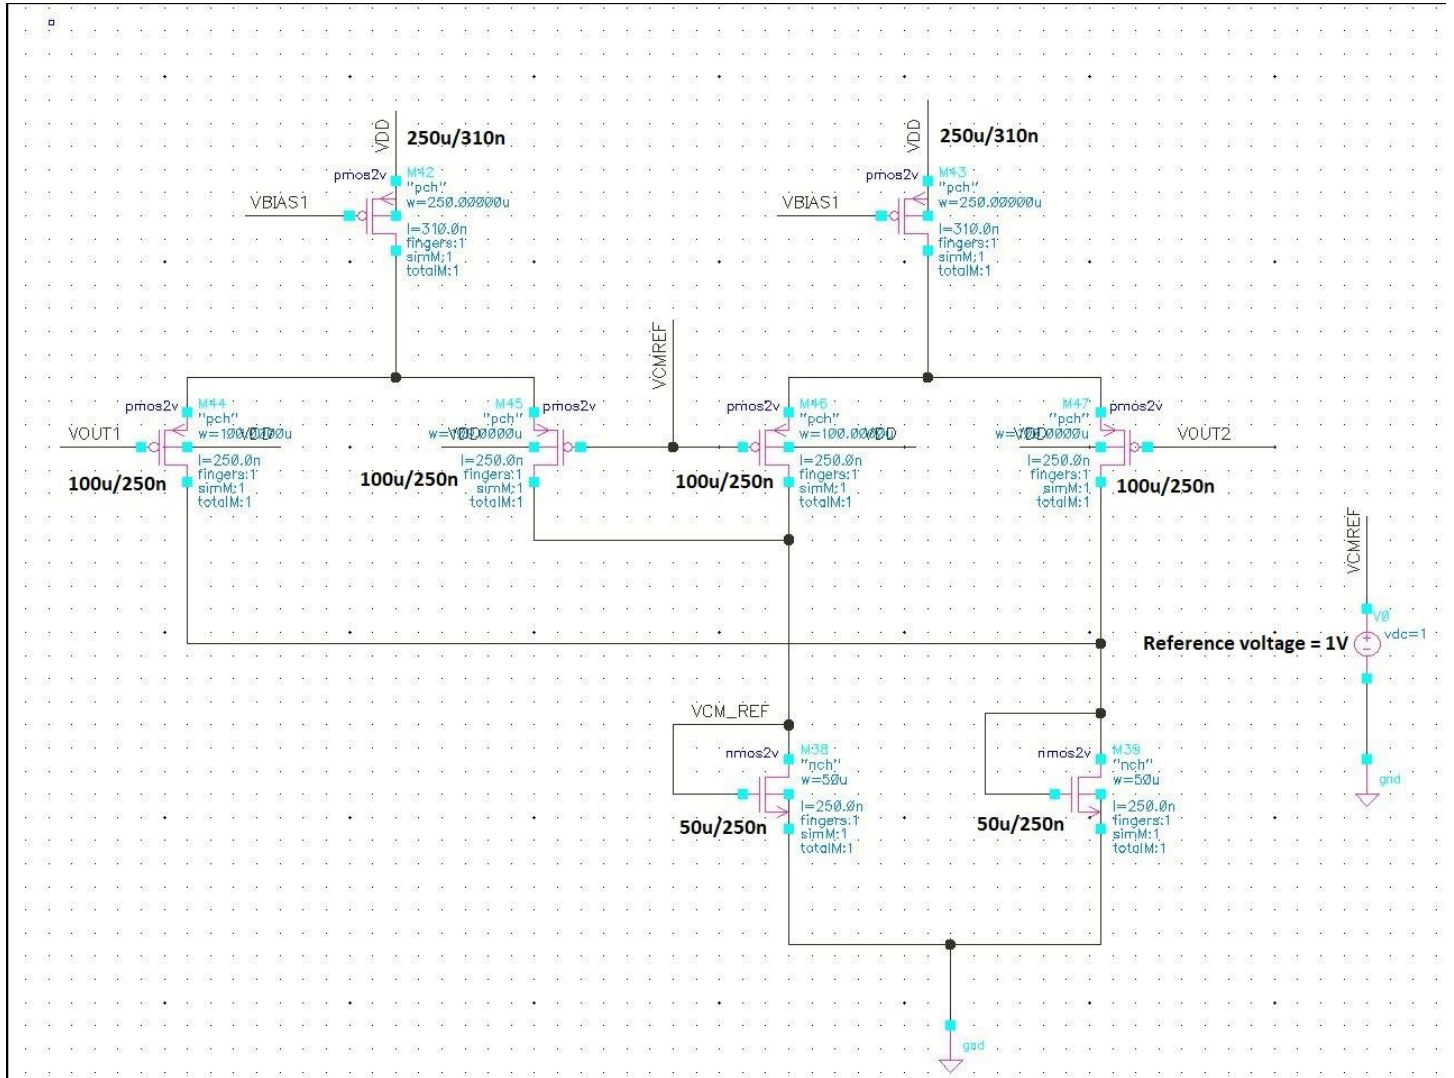 VDD
250u/310n
pmos2v
M42
"pch"
w=250.00000u
VBIAS1
l=310.0n
fingers:1
simM:1
totalM:1
VDD
250u/310n
pmos2v
M43
"pch"
w=250.00000u
VBIAS1
l=310.0n
fingers:1
simM:1
totalM:1
VCMREF
pmos2v
M44
"pch"
VOUT1
VDD
l=250.0n
fingers:1
simM:1
totalM:1
100u/250n
M45
pmos2v
"pch"
VDD
l=250.0n
fingers:1
simM:1
totalM:1
100u/250n
pmos2v
M46
"pch"
w=100.0000u
VDD
l=250.0n
fingers:1
simM:1
totalM:1
100u/250n
M47
pmos2v
"pch"
VDD
VOUT2
l=250.0n
fingers:1
simM:1
totalM:1
100u/250n
VCMREF
V0
vdc=1
Reference voltage = 1V
gnd
VCM_REF
nmos2v
M38
"nch"
w=50u
l=250.0n
fingers:1
simM:1
totalM:1
50u/250n
nmos2v
M39
"nch"
w=50u
l=250.0n
fingers:1
simM:1
totalM:1
50u/250n
gnd